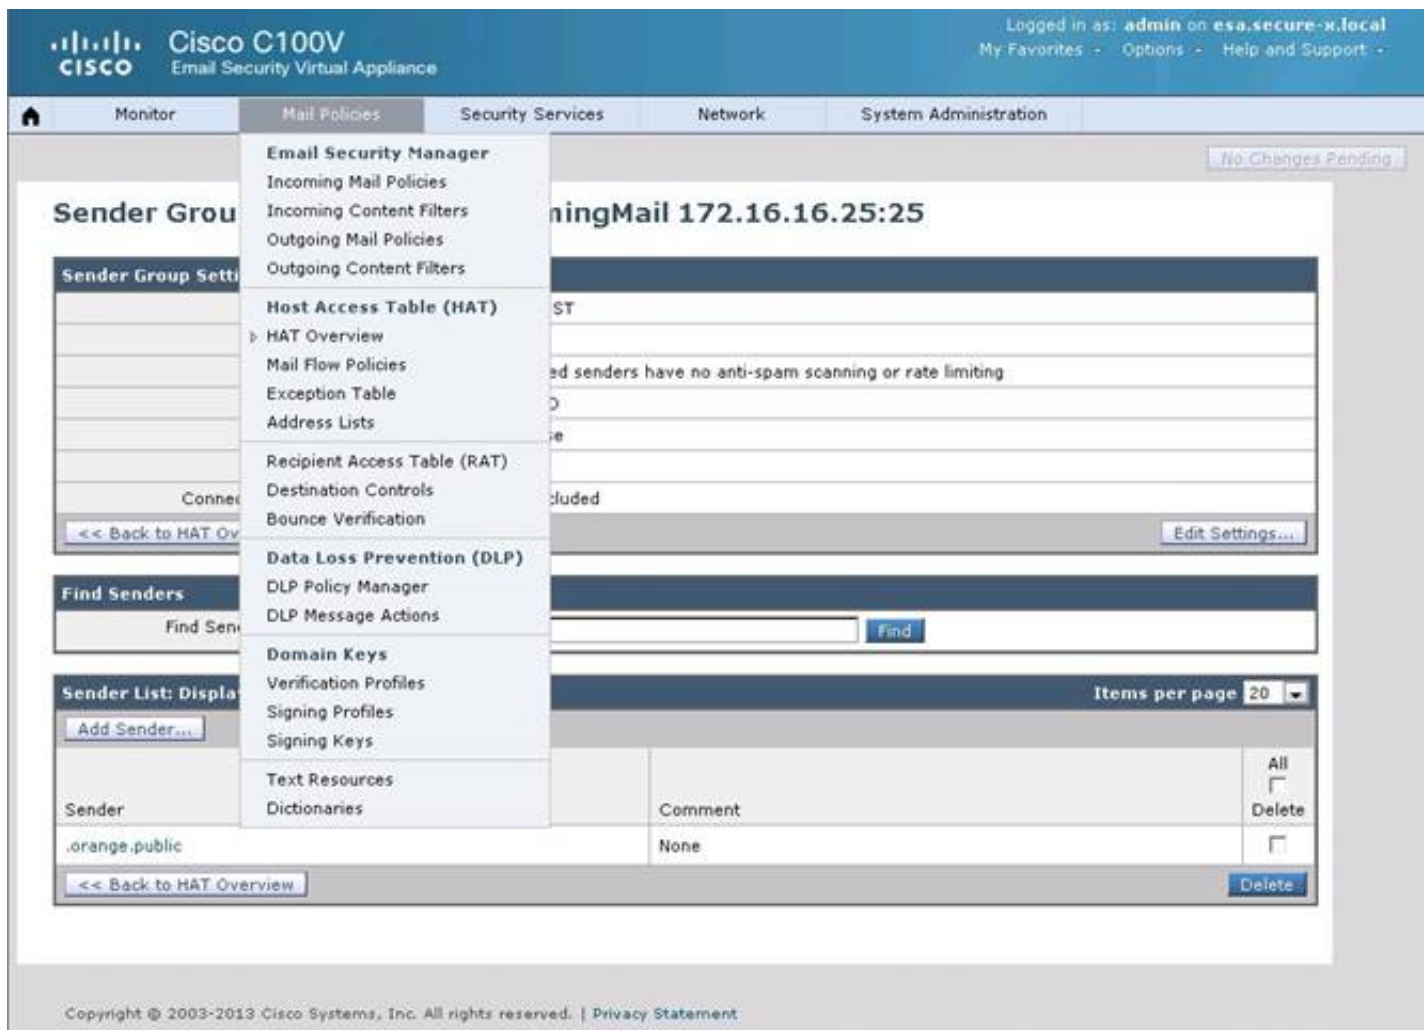 Logged in as: admin on esa.secure-x.local
CISCO
Cisco C100V
Email Security Virtual Appliance
My Favorites Options Help and Support
Monitor Mail Policies Security Services Network System Administration
No Changes Pending
Email Security Manager
Incoming Mail Policies
Incoming Content Filters
Outgoing Mail Policies
Outgoing Content Filters
Host Access Table (HAT)
HAT Overview
Mail Flow Policies
Exception Table
Address Lists
Recipient Access Table (RAT)
Destination Controls
Bounce Verification
Data Loss Prevention (DLP)
DLP Policy Manager
DLP Message Actions
Domain Keys
Verification Profiles
Signing Profiles
Signing Keys
Text Resources
Dictionaries
Sender Grou ningMail 172.16.16.25:25
Sender Group Setti
ST
ed senders have no anti-spam scanning or rate limiting
se
Connec cluded
<< Back to HAT Ov Edit Settings...
Find Senders
Find Sen Find
Sender List: Displa Items per page 20
Add Sender...
Sender Comment All Delete
.orange.public None
<< Back to HAT Overview Delete
Copyright © 2003-2013 Cisco Systems, Inc. All rights reserved. | Privacy Statement